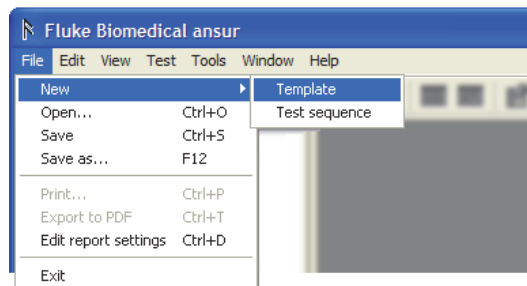 Fluke Biomedical ansur
File Edit View Test Tools Window Help
New Template
Open... Ctrl+O Test sequence
Save Ctrl+S
Save as... F12
Print... Ctrl+P
Export to PDF Ctrl+T
Edit report settings Ctrl+D
Exit